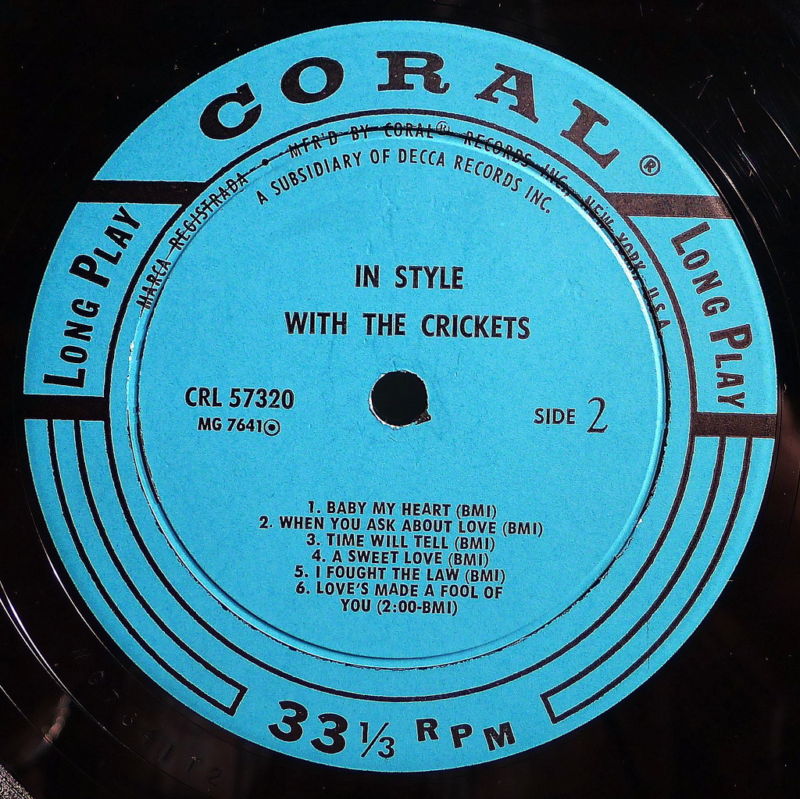 CORAL®
MARCA REGISTRADA • MFR'D BY CORAL® RECORDS INC., NEW YORK, U.S.A.
A SUBSIDIARY OF DECCA RECORDS INC.
LONG PLAY
LONG PLAY
IN STYLE
WITH THE CRICKETS
CRL 57320
MG 7641
SIDE 2
1. BABY MY HEART (BMI)
2. WHEN YOU ASK ABOUT LOVE (BMI)
3. TIME WILL TELL (BMI)
4. A SWEET LOVE (BMI)
5. I FOUGHT THE LAW (BMI)
6. LOVE'S MADE A FOOL OF
YOU (2:00-BMI)
33 1/3 RPM